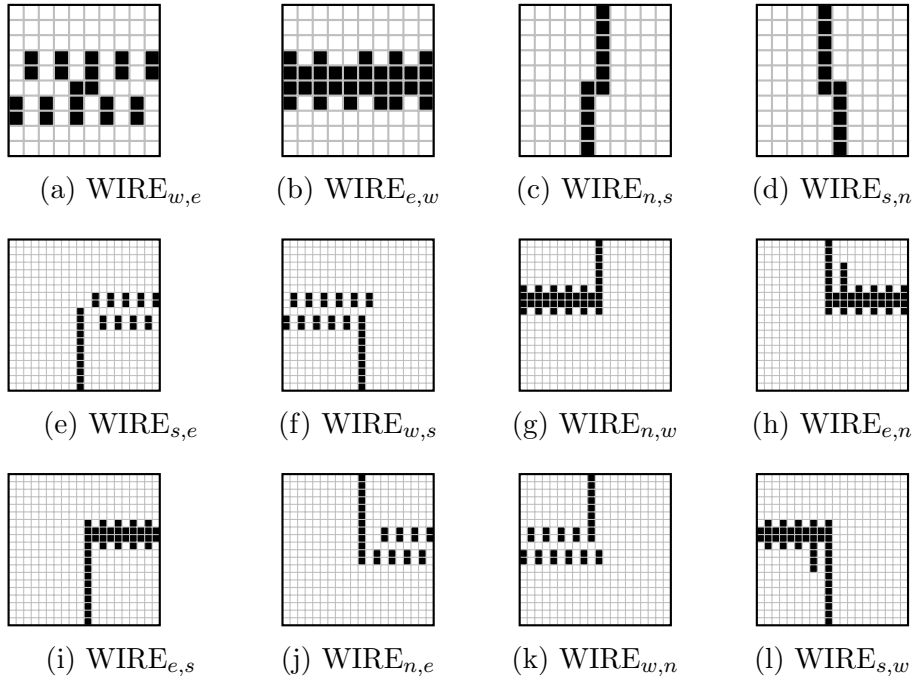 (a) WIRE_{w,e} (b) WIRE_{e,w} (c) WIRE_{n,s} (d) WIRE_{s,n}
(e) WIRE_{s,e} (f) WIRE_{w,s} (g) WIRE_{n,w} (h) WIRE_{e,n}
(i) WIRE_{e,s} (j) WIRE_{n,e} (k) WIRE_{w,n} (l) WIRE_{s,w}